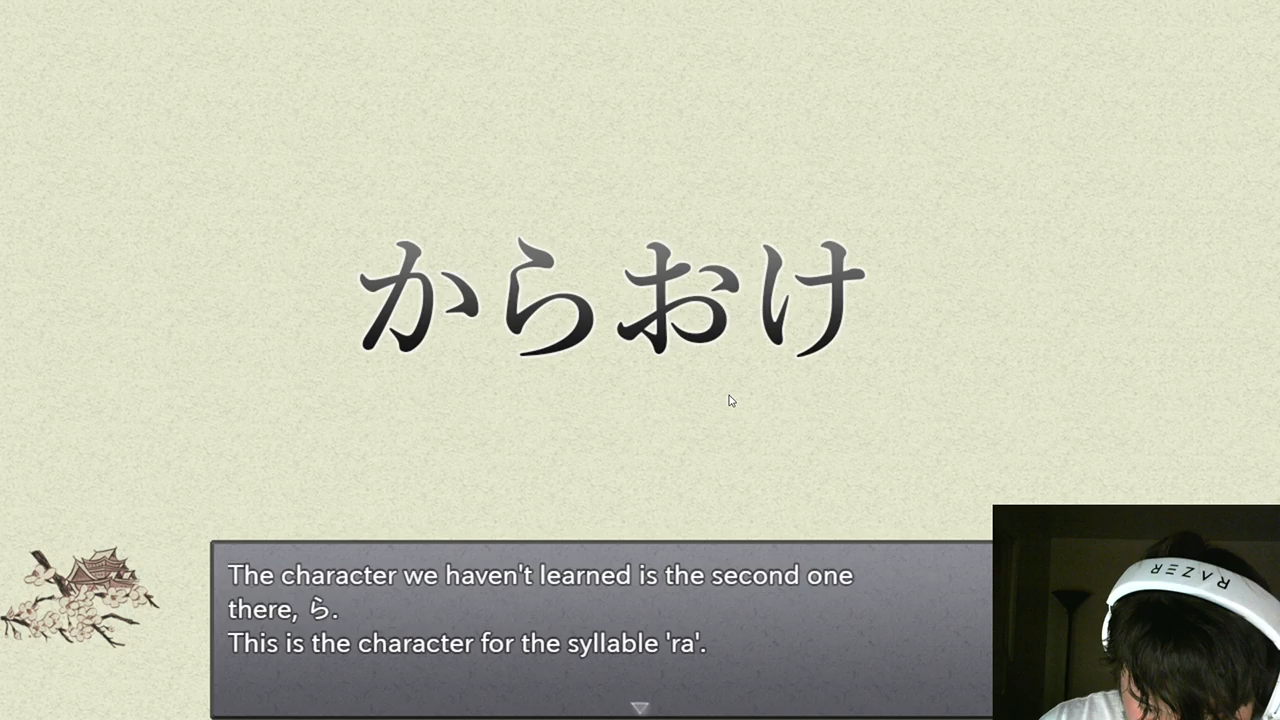 からおけ
The character we haven't learned is the second one
there, ら.
This is the character for the syllable 'ra'.
RAZER